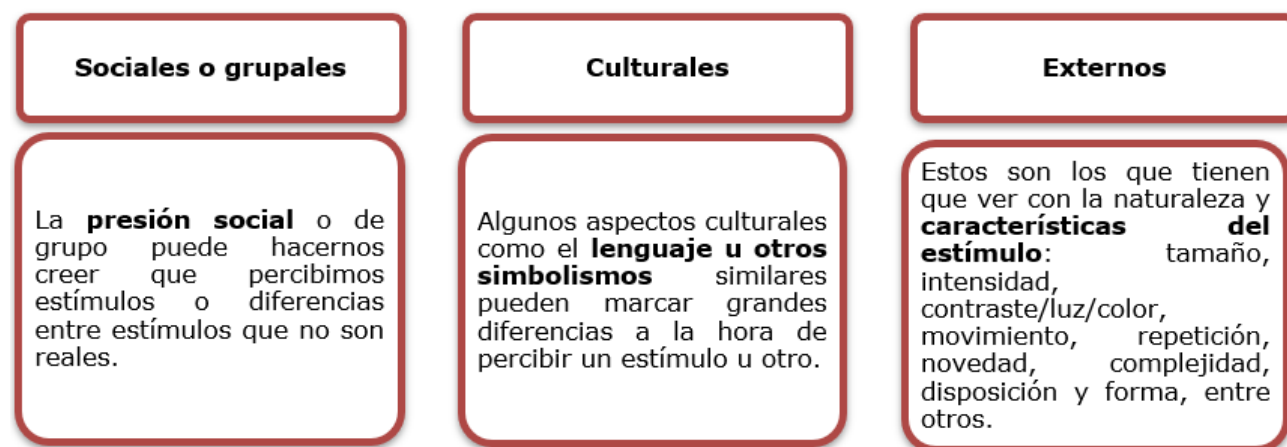 Sociales o grupales
La presión social o de
grupo puede hacernos
creer que percibimos
estímulos o diferencias
entre estímulos que no son
reales.
Culturales
Algunos aspectos culturales
como el lenguaje u otros
simbolismos similares
pueden marcar grandes
diferencias a la hora de
percibir un estímulo u otro.
Externos
Estos son los que tienen
que ver con la naturaleza y
características del
estímulo: tamaño,
intensidad,
contraste/luz/color,
movimiento, repetición,
novedad, complejidad,
disposición y forma, entre
otros.